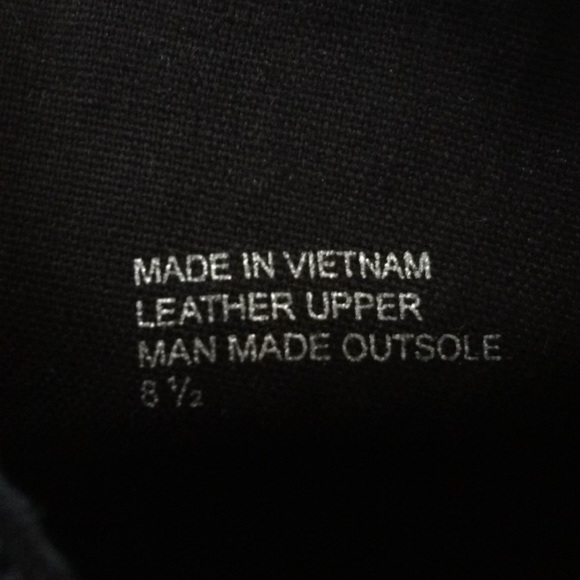 MADE IN VIETNAM
LEATHER UPPER
MAN MADE OUTSOLE
8 ½